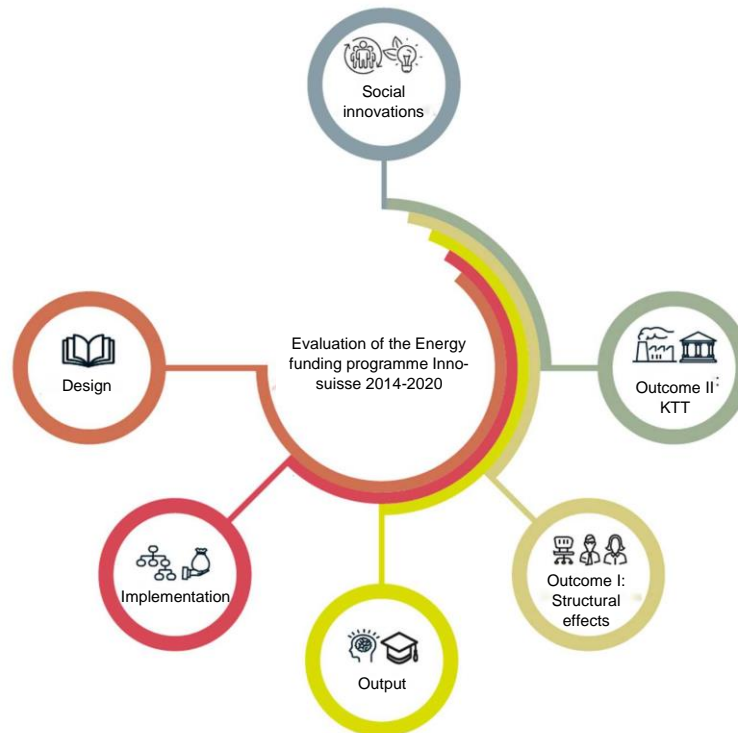 Social
innovations
Evaluation of the Energy
funding programme Inno-
suisse 2014-2020
Design
Outcome II:
KTT
Implementation
Outcome I:
Structural
effects
Output